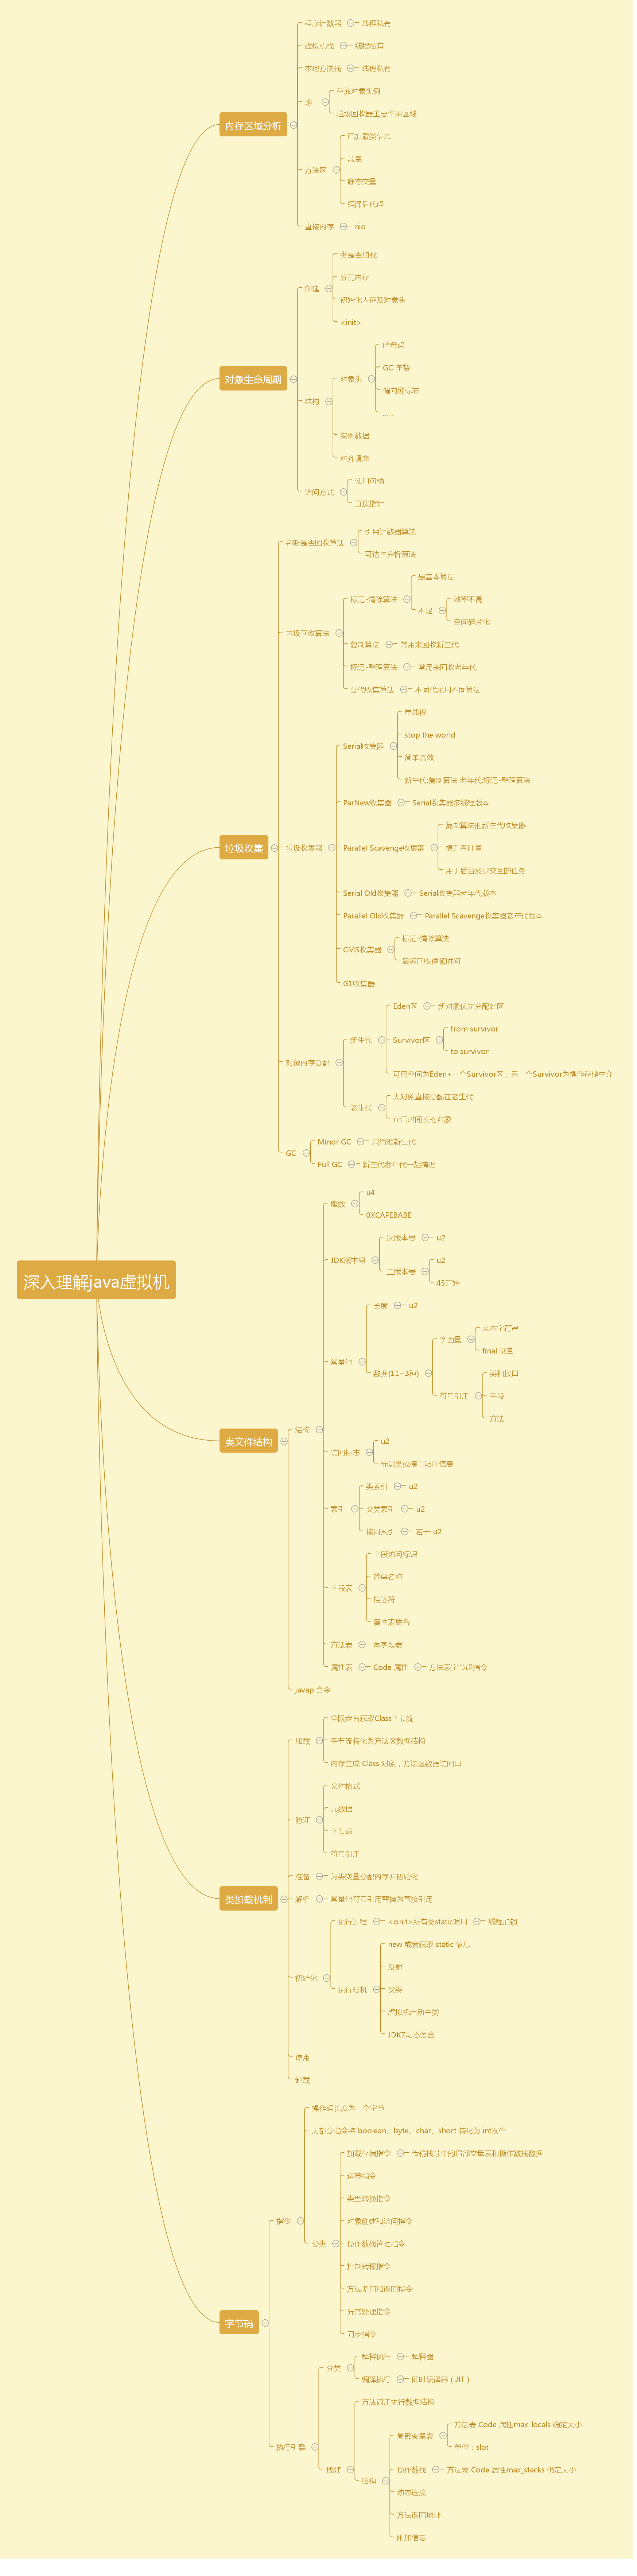 深入理解java虚拟机
内存区域分析
程序计数器
线程私有
虚拟机栈
线程私有
本地方法栈
线程私有
堆
存放对象实例
垃圾回收器主要作用区域
方法区
已加载类信息
常量
静态变量
编译后代码
直接内存
nio
对象生命周期
创建
类是否加载
分配内存
初始化内存及对象头
<init>
结构
对象头
哈希码
GC 年龄
偏向锁标志
......
实例数据
对齐填充
访问方式
使用句柄
直接指针
垃圾收集
判断是否回收算法
引用计数器算法
可达性分析算法
垃圾回收算法
标记-清除算法
最基本算法
不足
效率不高
空间碎片化
复制算法
常用来回收新生代
标记-整理算法
常用来回收老年代
分代收集算法
不同代采用不同算法
垃圾收集器
Serial收集器
单线程
stop the world
简单高效
新生代:复制算法 老年代:标记-整理算法
ParNew收集器
Serial收集器多线程版本
Parallel Scavenge收集器
复制算法的新生代收集器
提升吞吐量
用于后台及少交互的任务
Serial Old收集器
Serial收集器老年代版本
Parallel Old收集器
Parallel Scavenge收集器老年代版本
CMS收集器
标记-清除算法
最短回收停顿时间
G1收集器
对象内存分配
新生代
Eden区
新对象优先分配此区
Survivor区
from survivor
to survivor
可用空间为Eden+一个Survivor区，另一个Survivor为操作存储中介
老生代
大对象直接分配在老生代
存活时间长的对象
GC
Minor GC
只清理新生代
Full GC
新生代老年代一起清理
类文件结构
结构
魔数
u4
0XCAFEBABE
JDK版本号
次版本号
u2
主版本号
u2
45开始
常量池
长度
u2
数据(11+3种)
字面量
文本字符串
final 常量
符号引用
类和接口
字段
方法
访问标志
u2
标识类或接口访问信息
索引
类索引
u2
父类索引
u2
接口索引
若干 u2
字段表
字段访问标识
简单名称
描述符
属性表集合
方法表
同字段表
属性表
Code 属性
方法表字节码指令
javap 命令
类加载机制
加载
全限定名获取Class字节流
字节流转化为方法区数据结构
内存生成 Class 对象，方法区数据访问口
验证
文件格式
元数据
字节码
符号引用
准备
为类变量分配内存并初始化
解析
常量池符号引用替换为直接引用
初始化
执行过程
<cinit>所有类static调用
线程加锁
执行时机
new 或者获取 static 信息
反射
父类
虚拟机启动主类
JDK7动态语言
使用
卸载
字节码
指令
操作码长度为一个字节
大部分指令将 boolean、byte、char、short 转化为 int操作
分类
加载存储指令
传输栈帧中的局部变量表和操作数栈数据
运算指令
类型转换指令
对象创建和访问指令
操作数栈管理指令
控制转移指令
方法调用和返回指令
异常处理指令
同步指令
执行引擎
分类
解释执行
解释器
编译执行
即时编译器（JIT）
栈帧
方法调用执行数据结构
结构
局部变量表
方法表 Code 属性max_locals 确定大小
单位：slot
操作数栈
方法表 Code 属性max_stacks 确定大小
动态连接
方法返回地址
附加信息